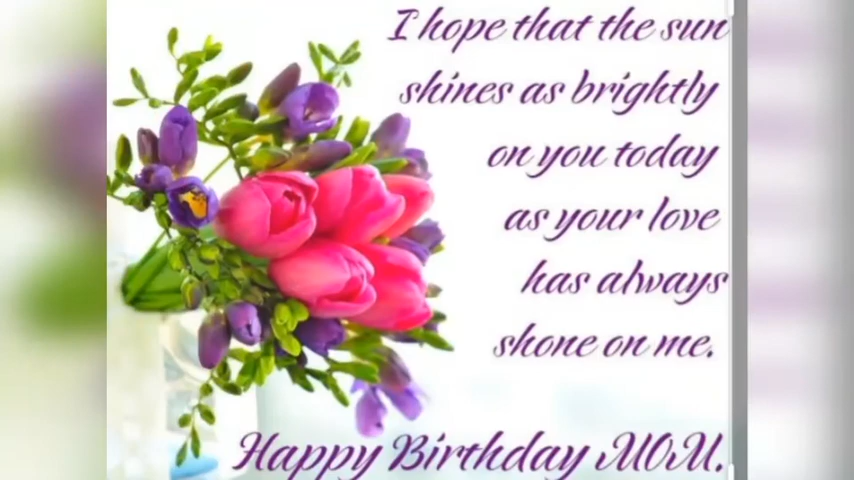 I hope that the sun
shines as brightly
on you today
as your love
has always
shone on me.
Happy Birthday MOM.